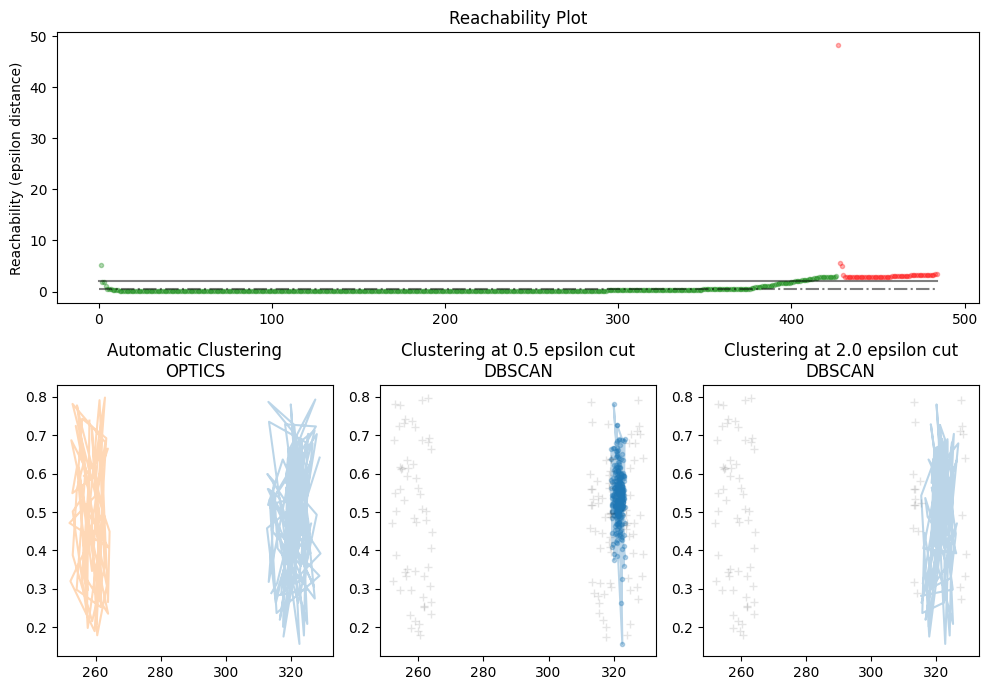 Reachability Plot
50
40
30
20
10
0
Reachability (epsilon distance)
0 100 200 300 400 500
Automatic Clustering
OPTICS
Clustering at 0.5 epsilon cut
DBSCAN
Clustering at 2.0 epsilon cut
DBSCAN
0.8 0.8 0.8
0.7 0.7 0.7
0.6 0.6 0.6
0.5 0.5 0.5
0.4 0.4 0.4
0.3 0.3 0.3
0.2 0.2 0.2
260 280 300 320 260 280 300 320 260 280 300 320